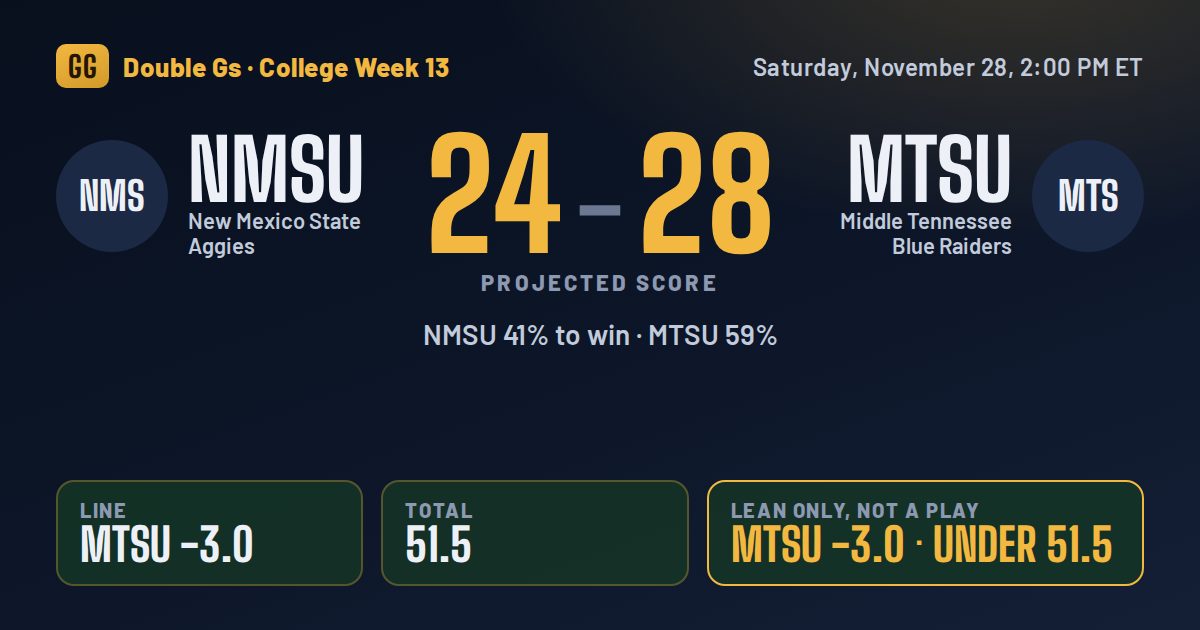 GG Double Gs · College Week 13
Saturday, November 28, 2:00 PM ET
NMS
NMSU
New Mexico State
Aggies
24 – 28
PROJECTED SCORE
NMSU 41% to win · MTSU 59%
MTSU
Middle Tennessee
Blue Raiders
MTS
LINE
MTSU −3.0
TOTAL
51.5
LEAN ONLY, NOT A PLAY
MTSU −3.0 · UNDER 51.5